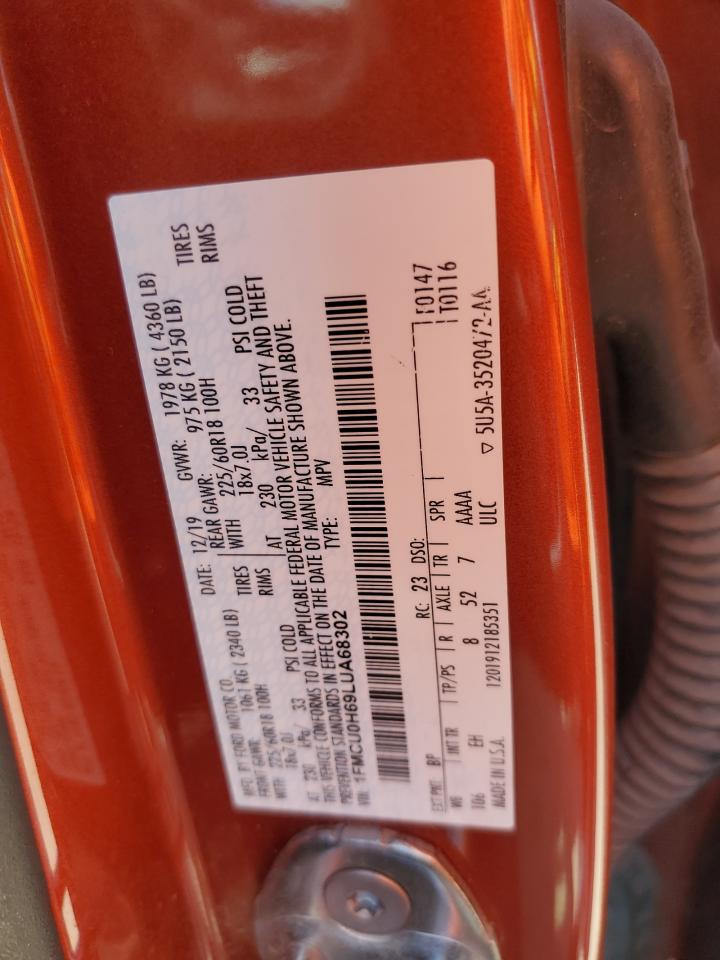 MFD. BY FORD MOTOR CO. DATE: 12/19 GVWR: 1978 KG ( 4360 LB)
FRONT GAWR: 1061 KG ( 2340 LB) REAR GAWR: 975 KG ( 2150 LB)
WITH 225/60R18 100H TIRES WITH 225/60R18 100H TIRES
18x7.0J RIMS 18x7.0J RIMS
AT 230 kPa/ 33 PSI COLD AT 230 kPa/ 33 PSI COLD
THIS VEHICLE CONFORMS TO ALL APPLICABLE FEDERAL MOTOR VEHICLE SAFETY AND THEFT
PREVENTION STANDARDS IN EFFECT ON THE DATE OF MANUFACTURE SHOWN ABOVE.
VIN: 1FMCU0H69LUA68302 TYPE: MPV
EXT PNT: BP RC: 23 DSO: T0147
WB INT TR TP/PS R AXLE TR SPR T0116
106 EH 8 52 7 AAAA
MADE IN U.S.A. 1201912185351 ULC ▽ 5U5A-3520472-AA